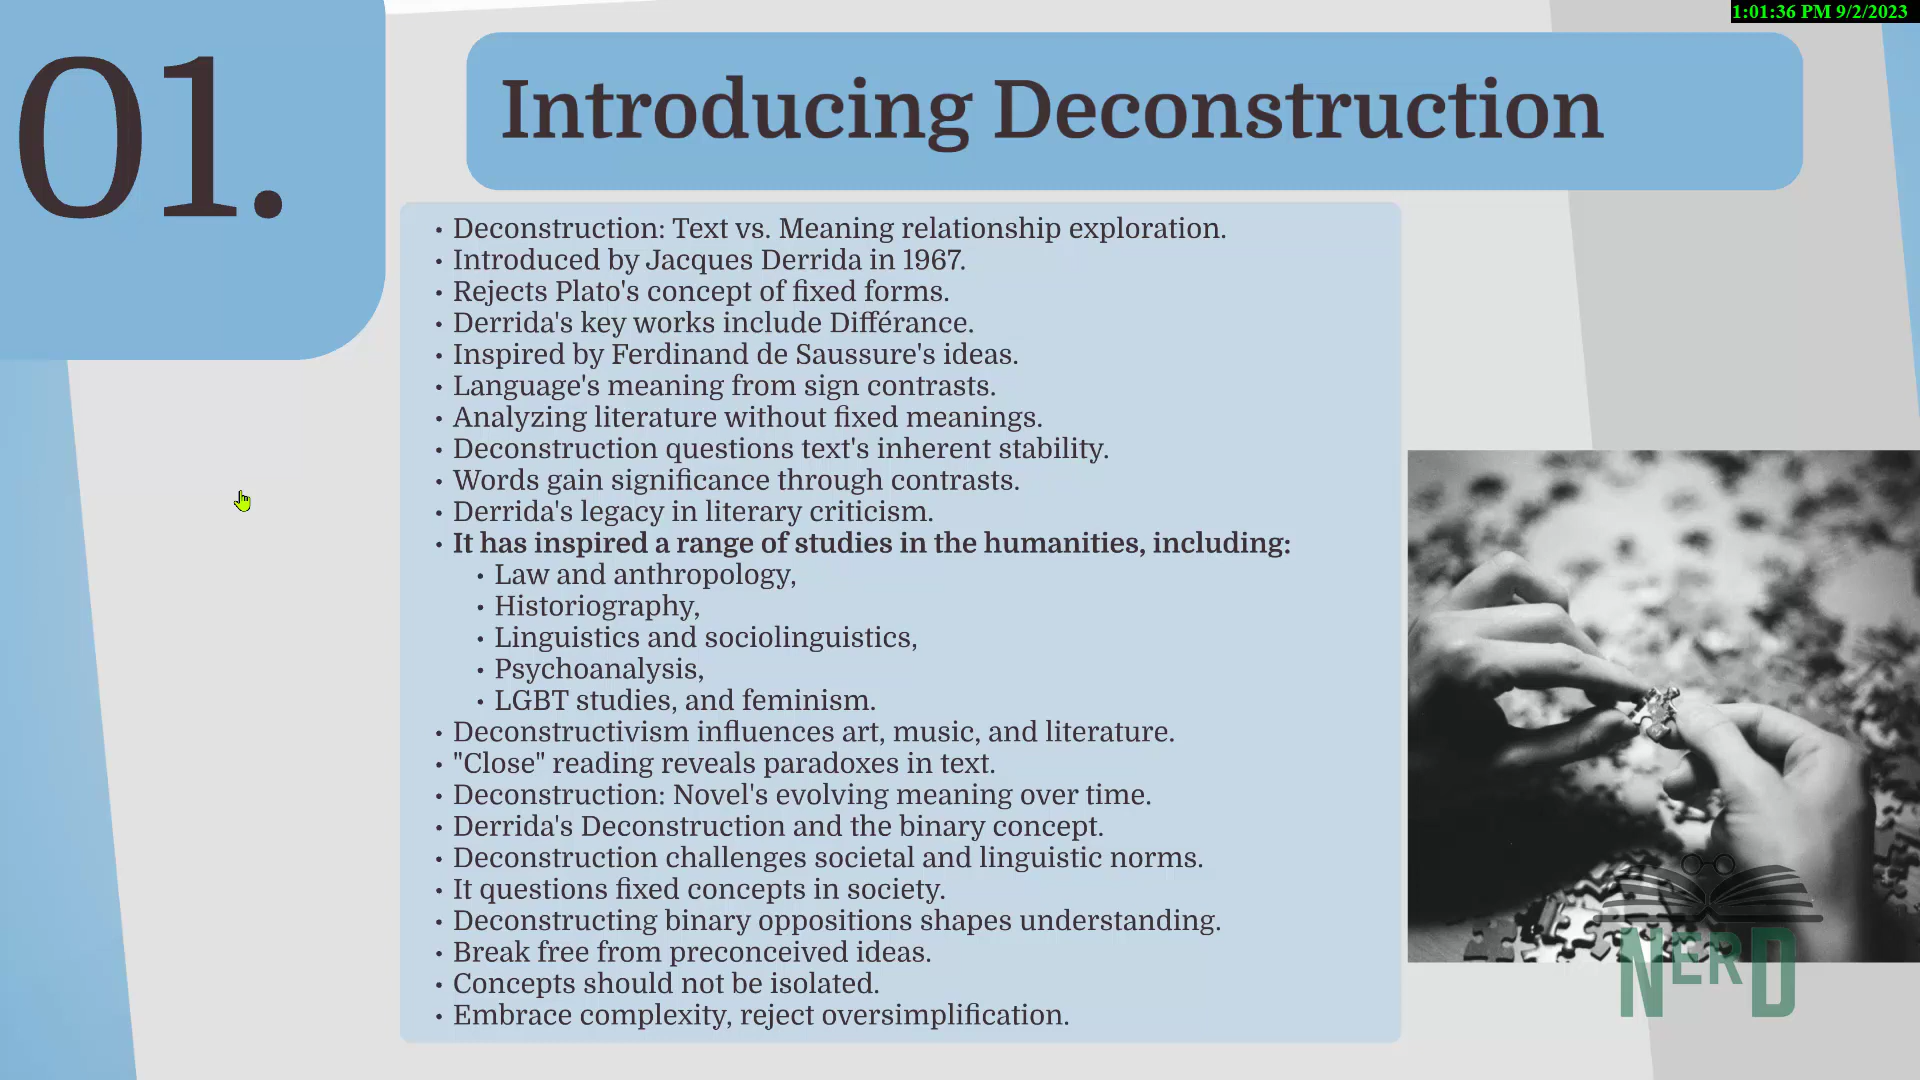 1:01:36 PM 9/2/2023
01.
Introducing Deconstruction
• Deconstruction: Text vs. Meaning relationship exploration.
• Introduced by Jacques Derrida in 1967.
• Rejects Plato's concept of fixed forms.
• Derrida's key works include Différance.
• Inspired by Ferdinand de Saussure's ideas.
• Language's meaning from sign contrasts.
• Analyzing literature without fixed meanings.
• Deconstruction questions text's inherent stability.
• Words gain significance through contrasts.
• Derrida's legacy in literary criticism.
• It has inspired a range of studies in the humanities, including:
• Law and anthropology,
• Historiography,
• Linguistics and sociolinguistics,
• Psychoanalysis,
• LGBT studies, and feminism.
• Deconstructivism influences art, music, and literature.
• "Close" reading reveals paradoxes in text.
• Deconstruction: Novel's evolving meaning over time.
• Derrida's Deconstruction and the binary concept.
• Deconstruction challenges societal and linguistic norms.
• It questions fixed concepts in society.
• Deconstructing binary oppositions shapes understanding.
• Break free from preconceived ideas.
• Concepts should not be isolated.
• Embrace complexity, reject oversimplification.
NERD